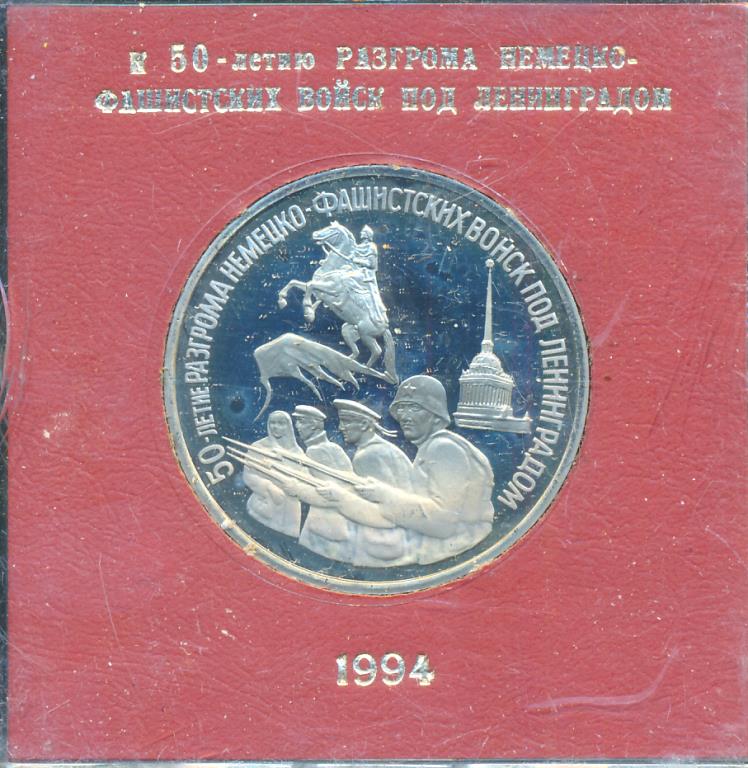 К 50-летию РАЗГРОМА НЕМЕЦКО-
ФАШИСТСКИХ ВОЙСК ПОД ЛЕНИНГРАДОМ
50-ЛЕТИЕ РАЗГРОМА НЕМЕЦКО-ФАШИСТСКИХ ВОЙСК ПОД ЛЕНИНГРАДОМ
1994